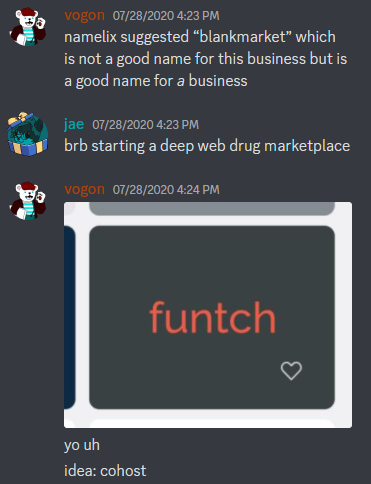 vogon 07/28/2020 4:23 PM
namelix suggested “blankmarket” which
is not a good name for this business but is
a good name for a business
jae 07/28/2020 4:23 PM
brb starting a deep web drug marketplace
vogon 07/28/2020 4:24 PM
funtch
yo uh
idea: cohost